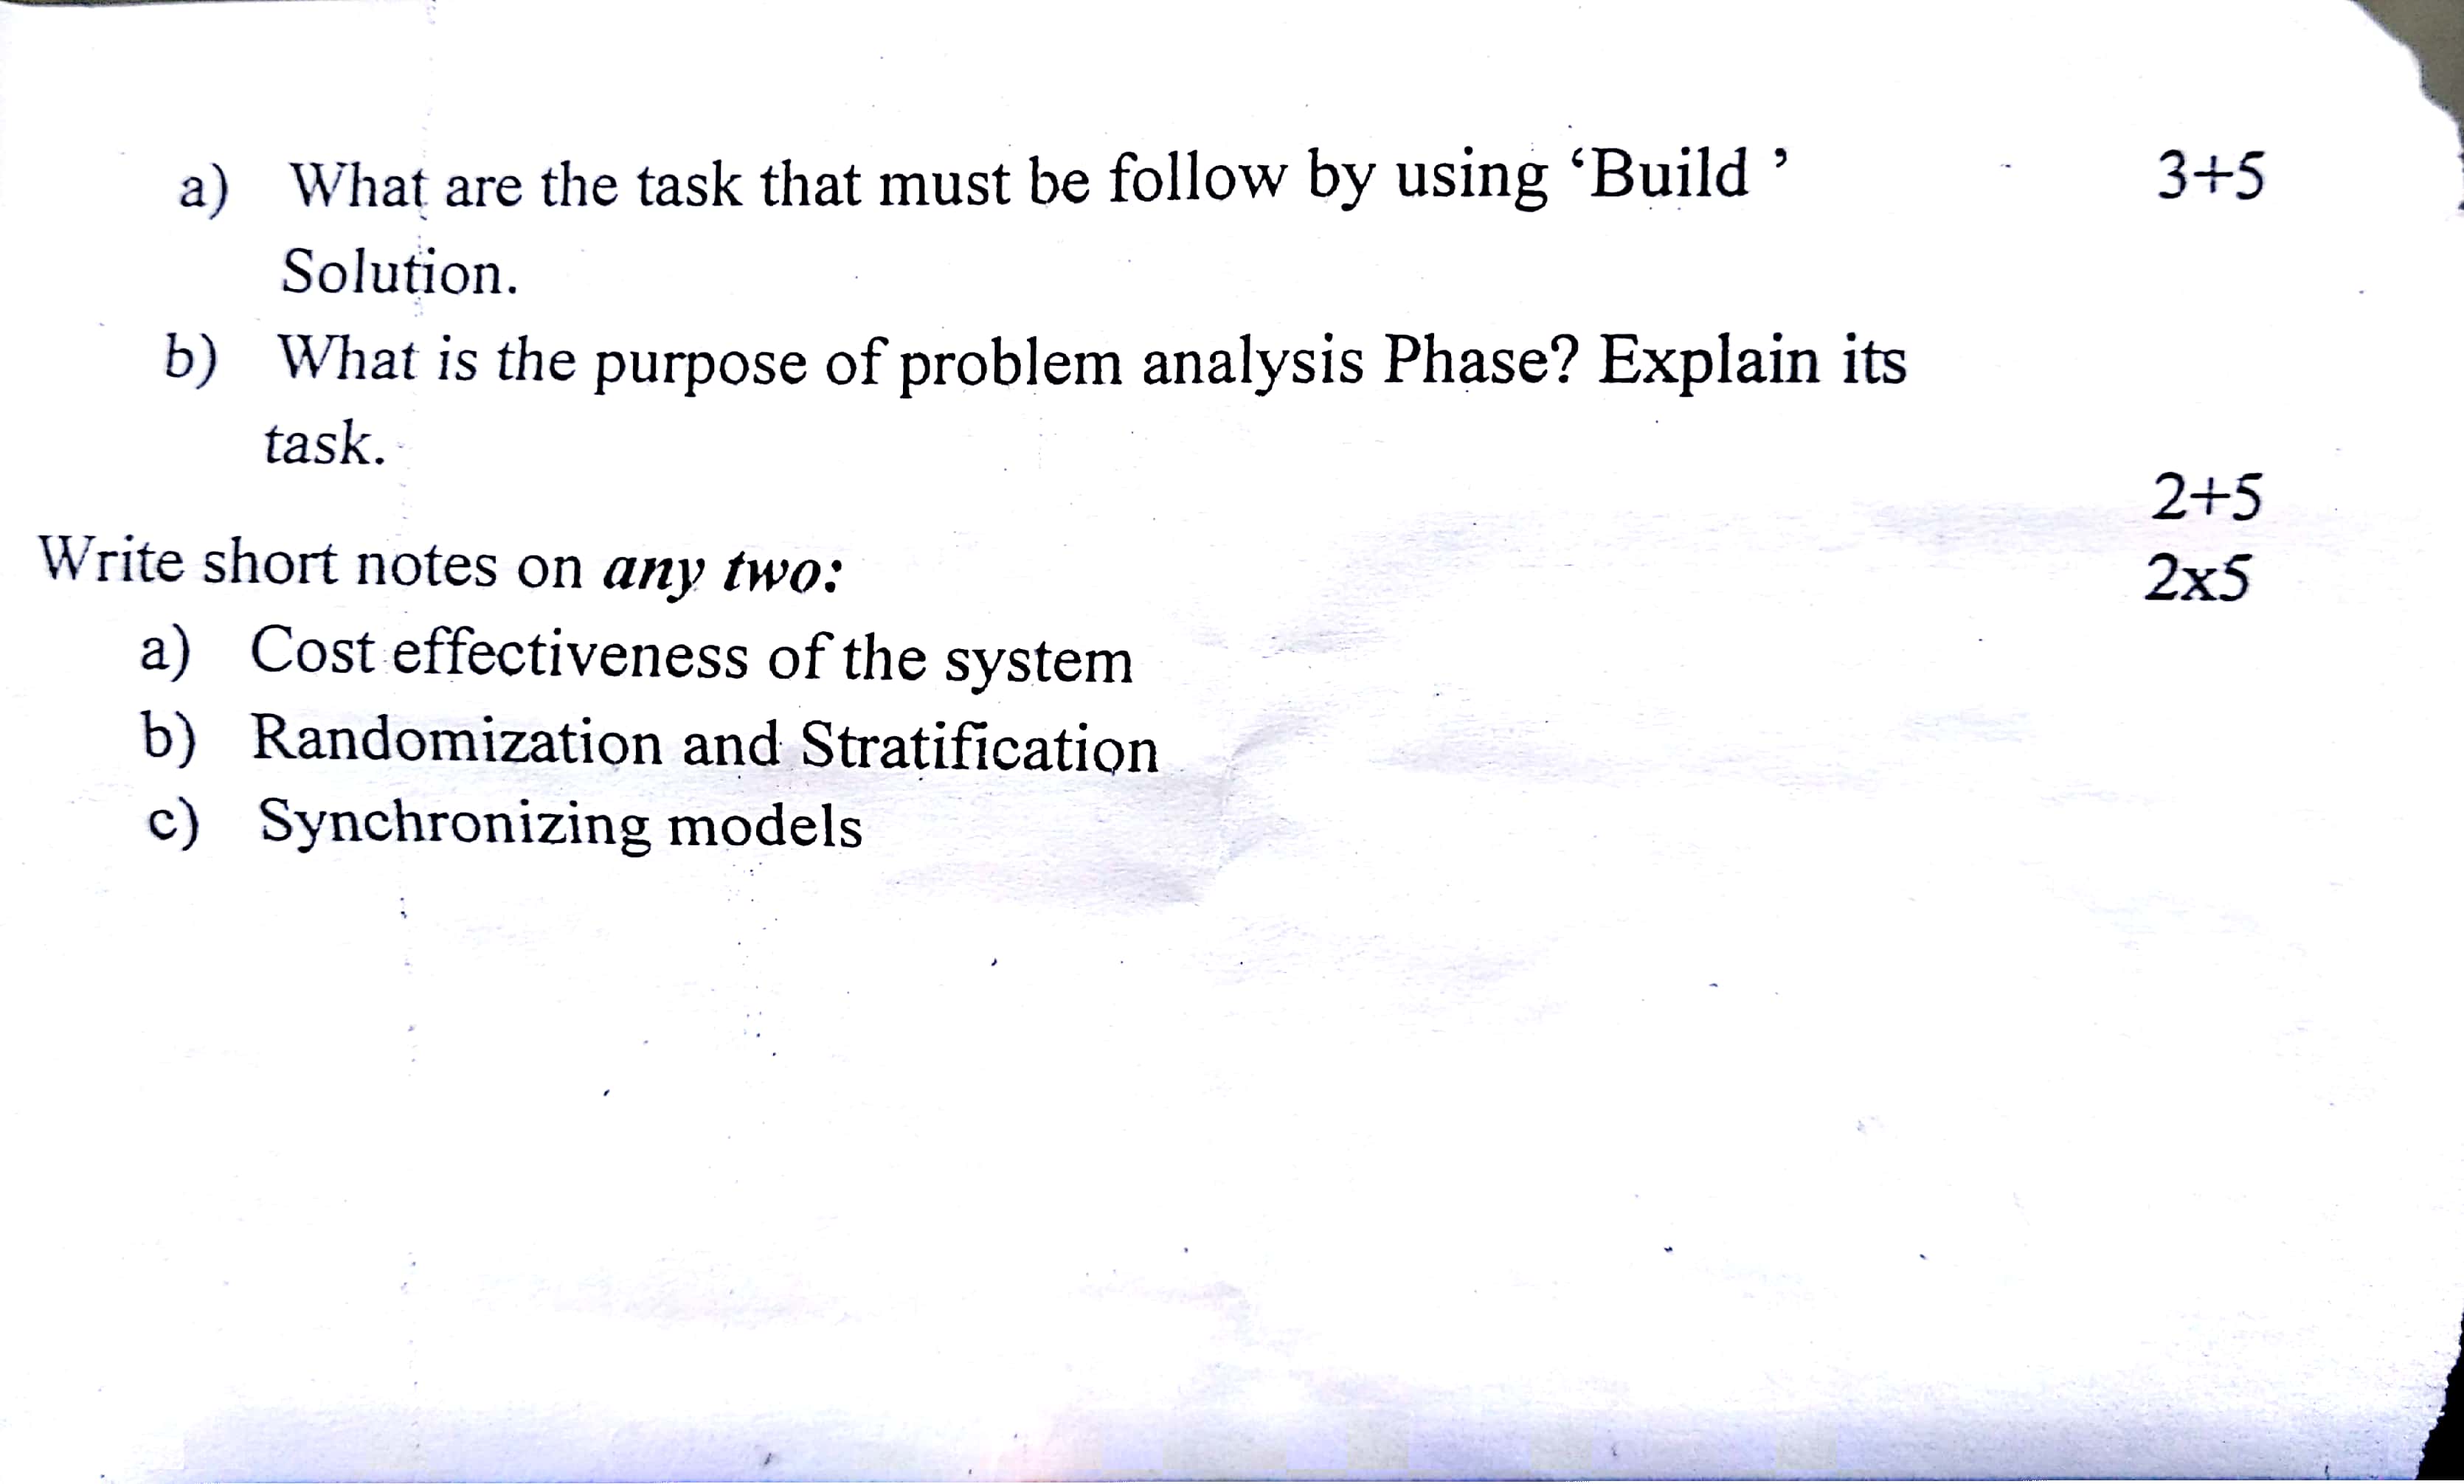 a) What are the task that must be follow by using ‘Build ’ 3+5
Solution.
b) What is the purpose of problem analysis Phase? Explain its
task.
2+5
Write short notes on any two: 2x5
a) Cost effectiveness of the system
b) Randomization and Stratification
c) Synchronizing models